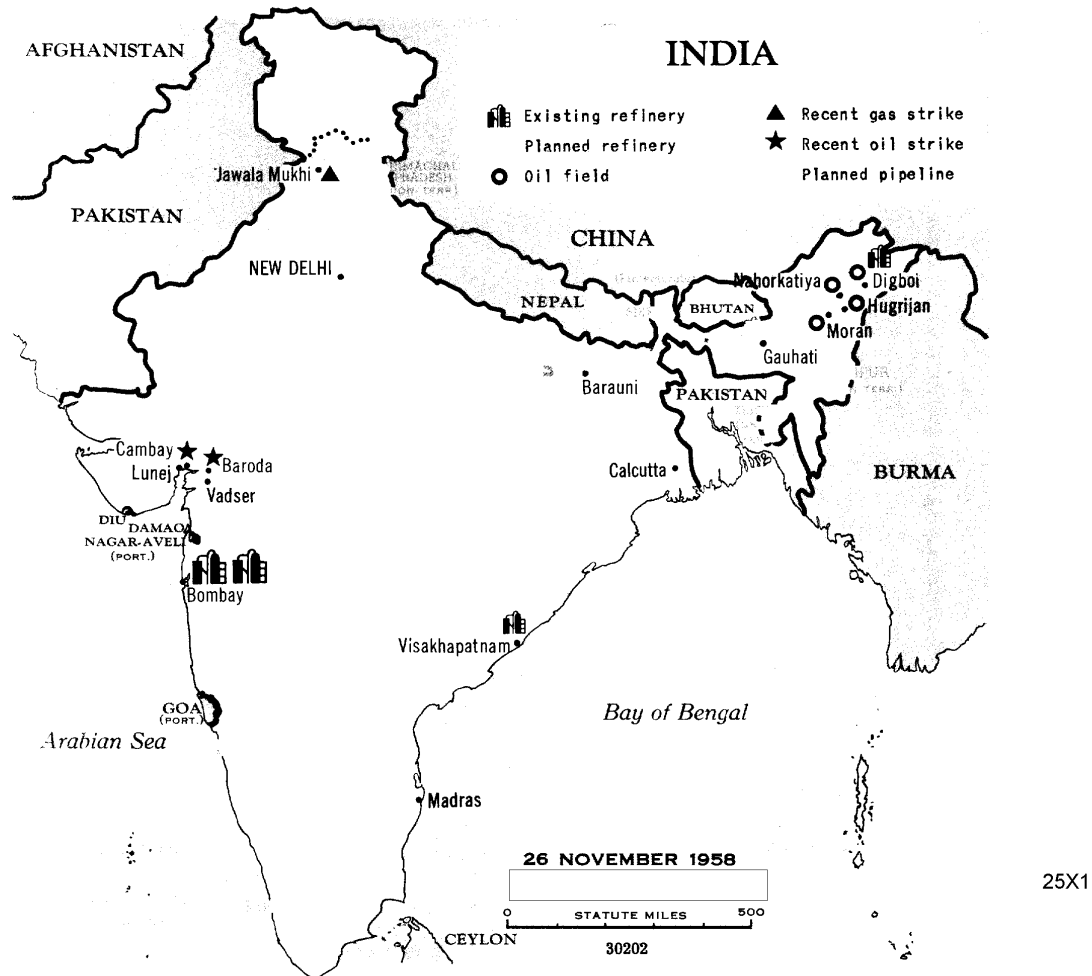 INDIA
AFGHANISTAN
Existing refinery
Planned refinery
Oil field
Recent gas strike
Recent oil strike
Planned pipeline
Jawala Mukhi
PAKISTAN
CHINA
NEW DELHI
NEPAL
BHUTAN
Nahorkatiya
Digboi
Hugrijan
Moran
Gauhati
Barauni
PAKISTAN
Cambay
Lunej
Baroda
Vadser
Calcutta
BURMA
DIU
DAMAO
NAGAR-AVELI
(PORT.)
Bombay
Visakhapatnam
GOA
(PORT.)
Arabian Sea
Bay of Bengal
Madras
26 NOVEMBER 1958
25X1
0 500
STATUTE MILES
30202
CEYLON